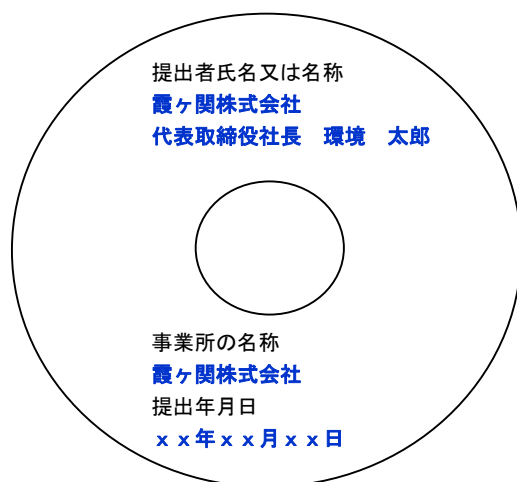 提出者氏名又は名称
霞ヶ関株式会社
代表取締役社長　環境　太郎
事業所の名称
霞ヶ関株式会社
提出年月日
ｘｘ年ｘｘ月ｘｘ日